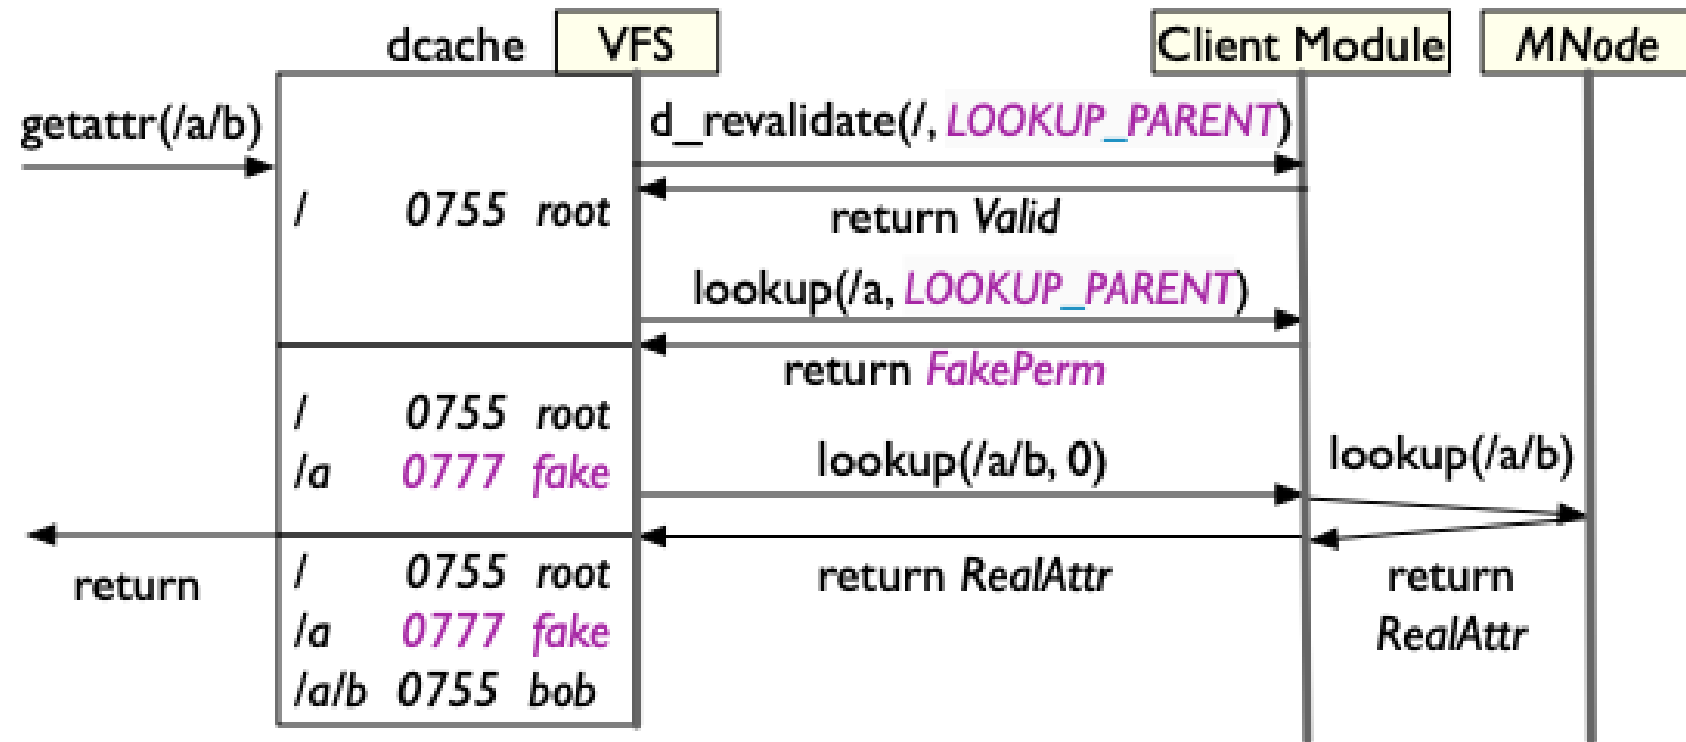 dcache VFS Client Module MNode
getattr(/a/b)
d_revalidate(/, LOOKUP_PARENT)
/ 0755 root
return Valid
lookup(/a, LOOKUP_PARENT)
return FakePerm
/ 0755 root
/a 0777 fake
lookup(/a/b, 0)
lookup(/a/b)
return
/ 0755 root
/a 0777 fake
/a/b 0755 bob
return RealAttr
return
RealAttr